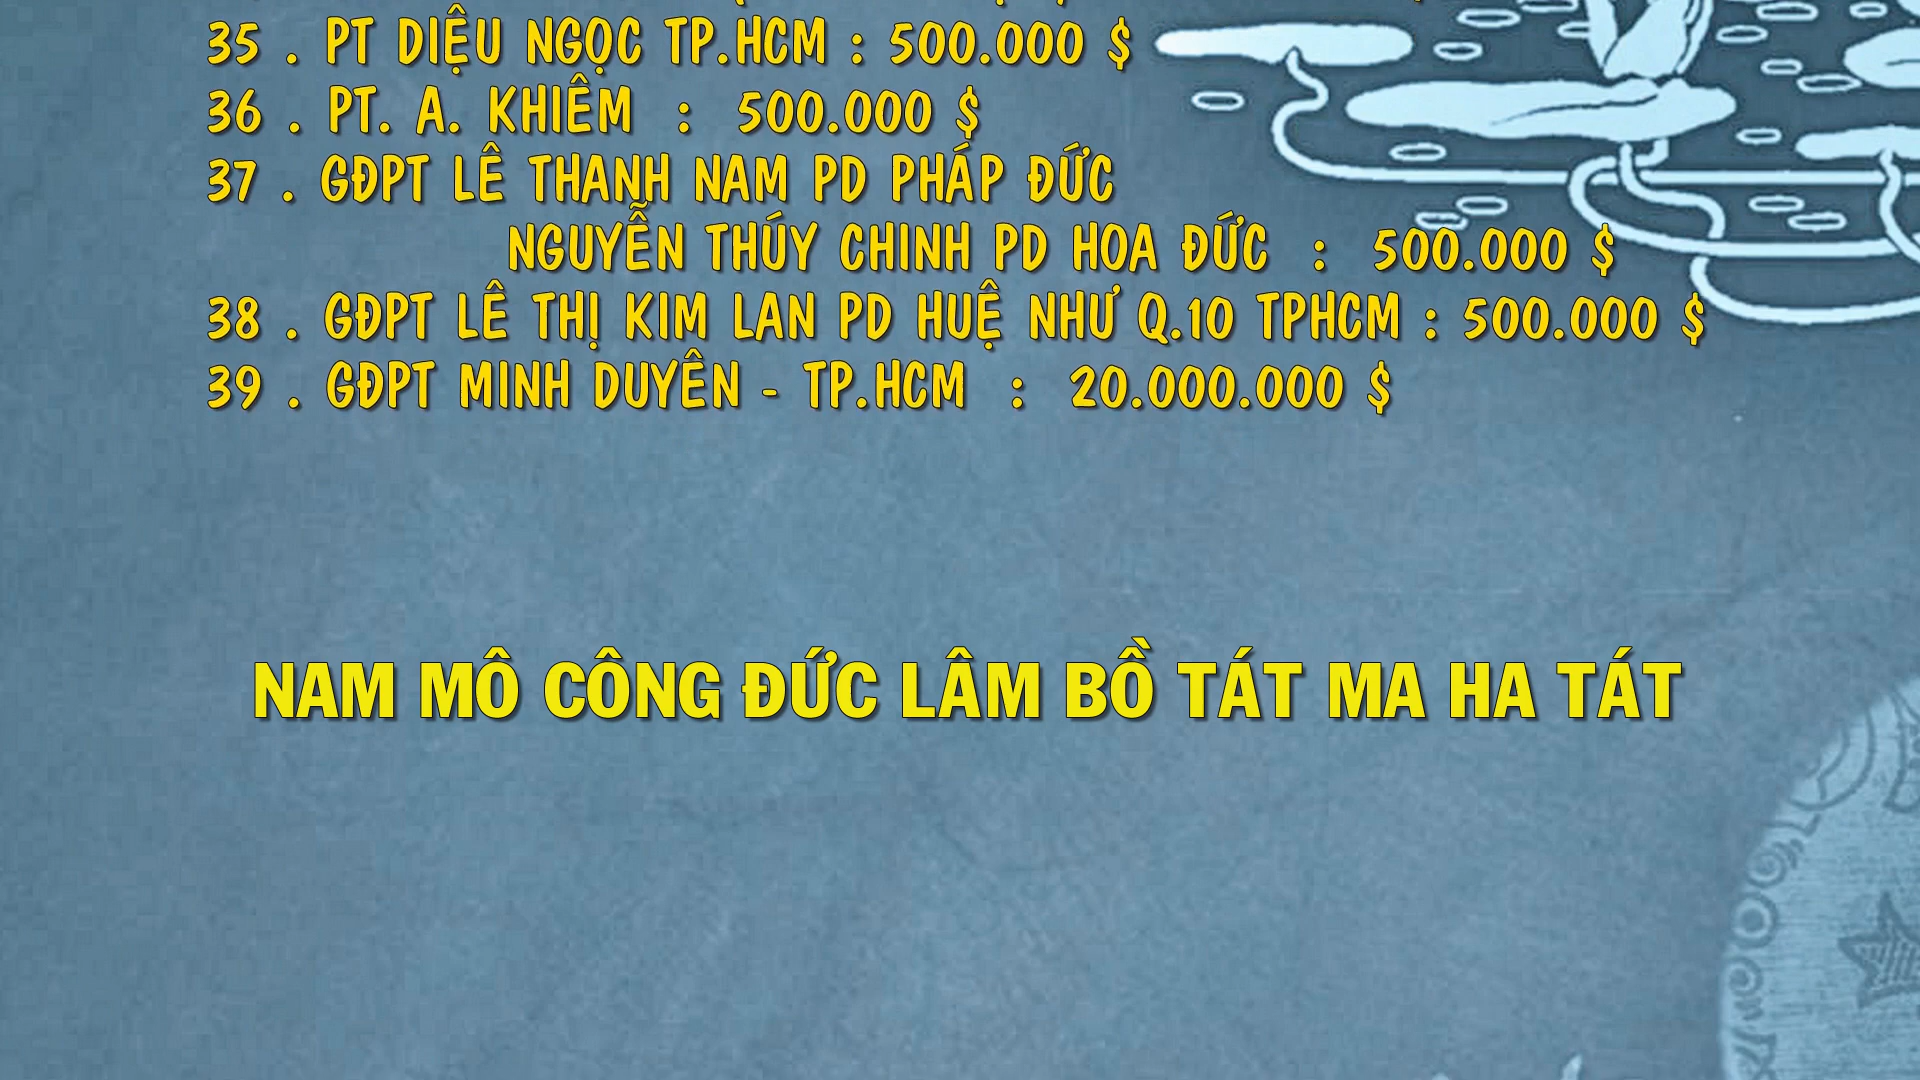 35 . PT DIỆU NGỌC TP.HCM : 500.000 $
36 . PT. A. KHIÊM : 500.000 $
37 . GĐPT LÊ THANH NAM PD PHÁP ĐỨC
NGUYỄN THÚY CHINH PD HOA ĐỨC : 500.000 $
38 . GĐPT LÊ THỊ KIM LAN PD HUỆ NHƯ Q.10 TPHCM : 500.000 $
39 . GĐPT MINH DUYÊN - TP.HCM : 20.000.000 $
NAM MÔ CÔNG ĐỨC LÂM BỒ TÁT MA HA TÁT